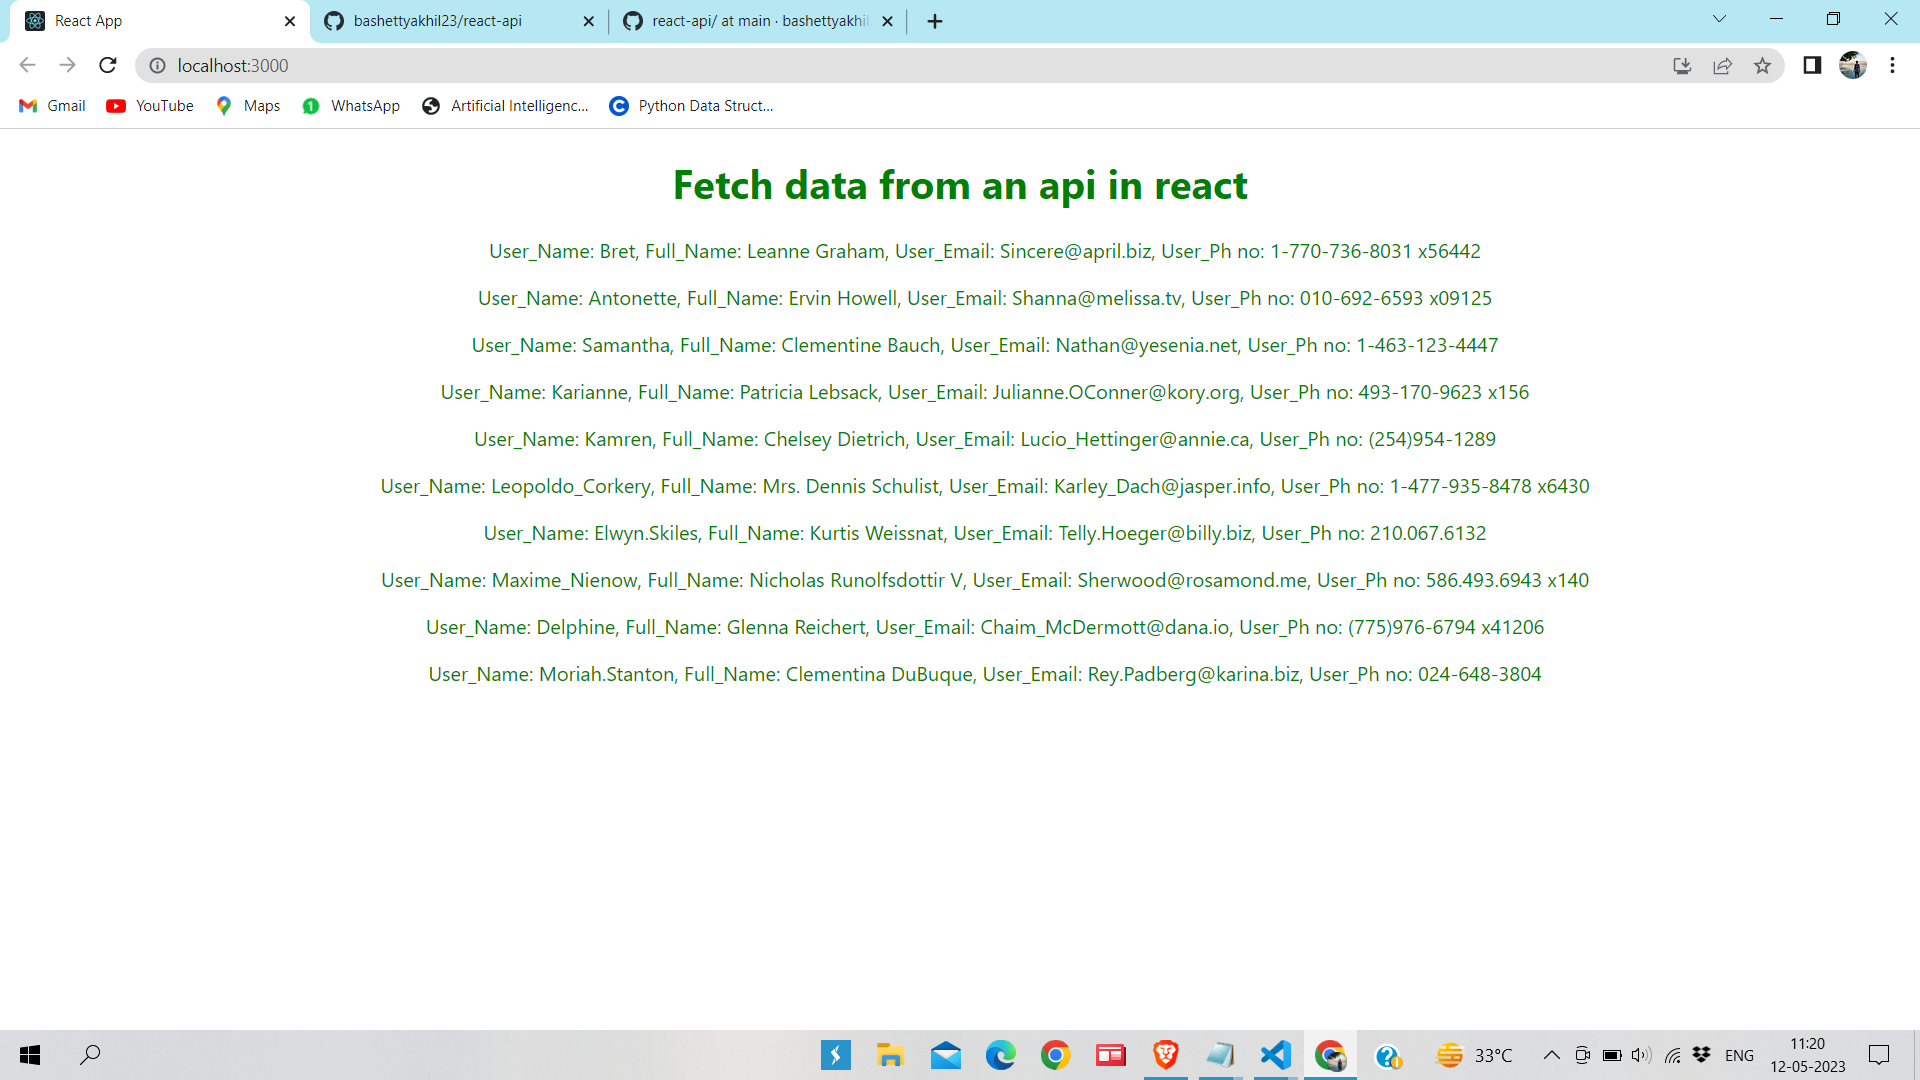 React App
bashettyakhil23/react-api
react-api/ at main · bashettyakhil
localhost:3000
Gmail YouTube Maps WhatsApp Artificial Intelligenc... Python Data Struct...
Fetch data from an api in react
User_Name: Bret, Full_Name: Leanne Graham, User_Email: Sincere@april.biz, User_Ph no: 1-770-736-8031 x56442
User_Name: Antonette, Full_Name: Ervin Howell, User_Email: Shanna@melissa.tv, User_Ph no: 010-692-6593 x09125
User_Name: Samantha, Full_Name: Clementine Bauch, User_Email: Nathan@yesenia.net, User_Ph no: 1-463-123-4447
User_Name: Karianne, Full_Name: Patricia Lebsack, User_Email: Julianne.OConner@kory.org, User_Ph no: 493-170-9623 x156
User_Name: Kamren, Full_Name: Chelsey Dietrich, User_Email: Lucio_Hettinger@annie.ca, User_Ph no: (254)954-1289
User_Name: Leopoldo_Corkery, Full_Name: Mrs. Dennis Schulist, User_Email: Karley_Dach@jasper.info, User_Ph no: 1-477-935-8478 x6430
User_Name: Elwyn.Skiles, Full_Name: Kurtis Weissnat, User_Email: Telly.Hoeger@billy.biz, User_Ph no: 210.067.6132
User_Name: Maxime_Nienow, Full_Name: Nicholas Runolfsdottir V, User_Email: Sherwood@rosamond.me, User_Ph no: 586.493.6943 x140
User_Name: Delphine, Full_Name: Glenna Reichert, User_Email: Chaim_McDermott@dana.io, User_Ph no: (775)976-6794 x41206
User_Name: Moriah.Stanton, Full_Name: Clementina DuBuque, User_Email: Rey.Padberg@karina.biz, User_Ph no: 024-648-3804
33°C
ENG
11:20
12-05-2023